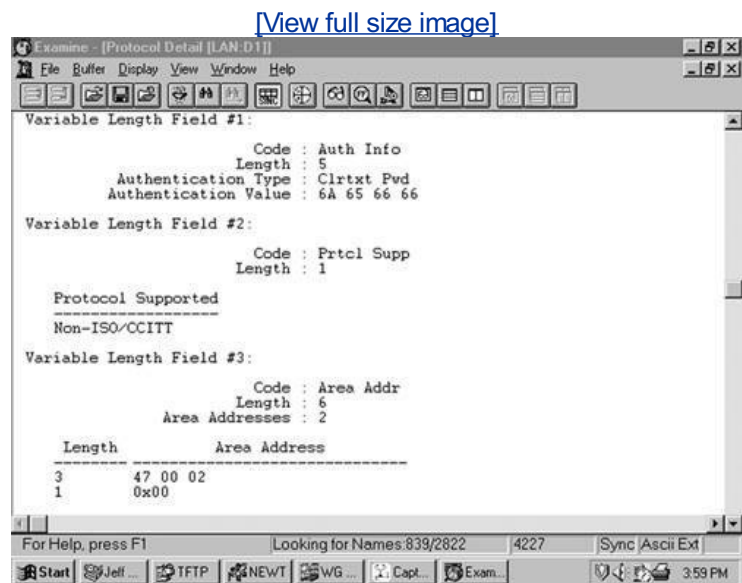 [View full size image]
Examine - [Protocol Detail [LAN:D1]]
File Buffer Display View Window Help
SINC
Variable Length Field #1:
Code : Auth Info
Length : 5
Authentication Type : Clrtxt Pwd
Authentication Value : 6A 65 66 66
Variable Length Field #2:
Code : Prtcl Supp
Length : 1
Protocol Supported
Non-ISO/CCITT
Variable Length Field #3:
Code : Area Addr
Length : 6
Area Addresses : 2
Length Area Address
3 47 00 02
1 0x00
For Help, press F1 Looking for Names:839/2822 4227 Sync Ascii Ext
Start Jeff ... TFTP NEWT WG ... Capt... Exam... 3:59 PM